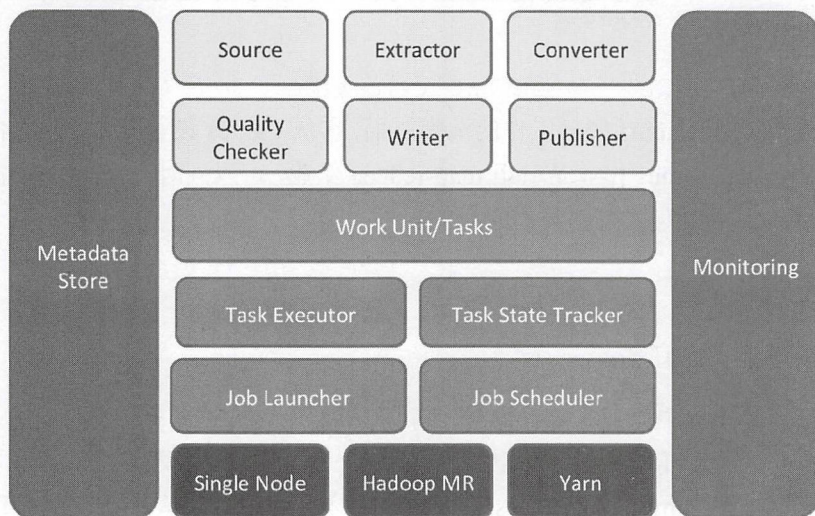 Source
Extractor
Converter
Quality
Checker
Writer
Publisher
Work Unit/Tasks
Metadata
Store
Monitoring
Task Executor
Task State Tracker
Job Launcher
Job Scheduler
Single Node
Hadoop MR
Yarn